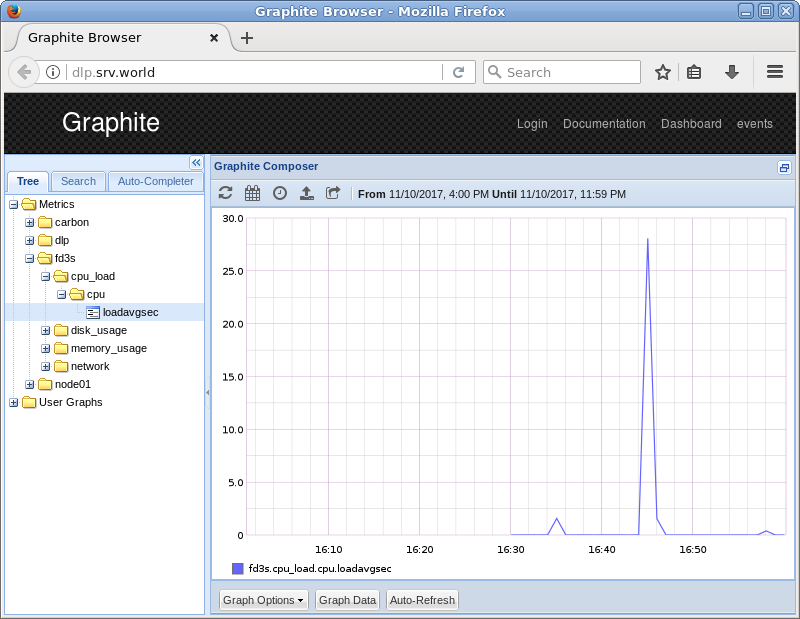 Graphite Browser - Mozilla Firefox
Graphite Browser
dlp.srv.world
Search
Graphite
Login Documentation Dashboard events
Tree Search Auto-Completer
Metrics
carbon
dlp
fd3s
cpu_load
cpu
loadavgsec
disk_usage
memory_usage
network
node01
User Graphs
Graphite Composer
From 11/10/2017, 4:00 PM Until 11/10/2017, 11:59 PM
30.0
25.0
20.0
15.0
10.0
5.0
0
16:10 16:20 16:30 16:40 16:50
fd3s.cpu_load.cpu.loadavgsec
Graph Options Graph Data Auto-Refresh